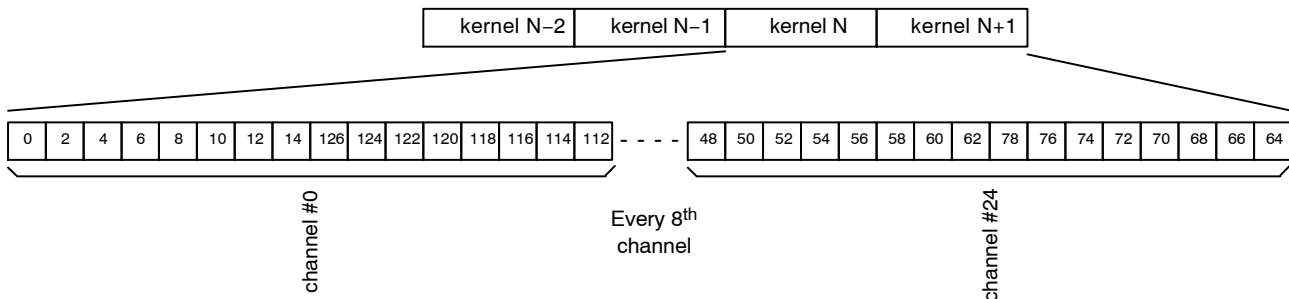 kernel N−2 kernel N−1 kernel N kernel N+1
0 2 4 6 8 10 12 14 126 124 122 120 118 116 114 112 - - - - - 48 50 52 54 56 58 60 62 78 76 74 72 70 68 66 64
channel #0
Every 8th
channel
channel #24